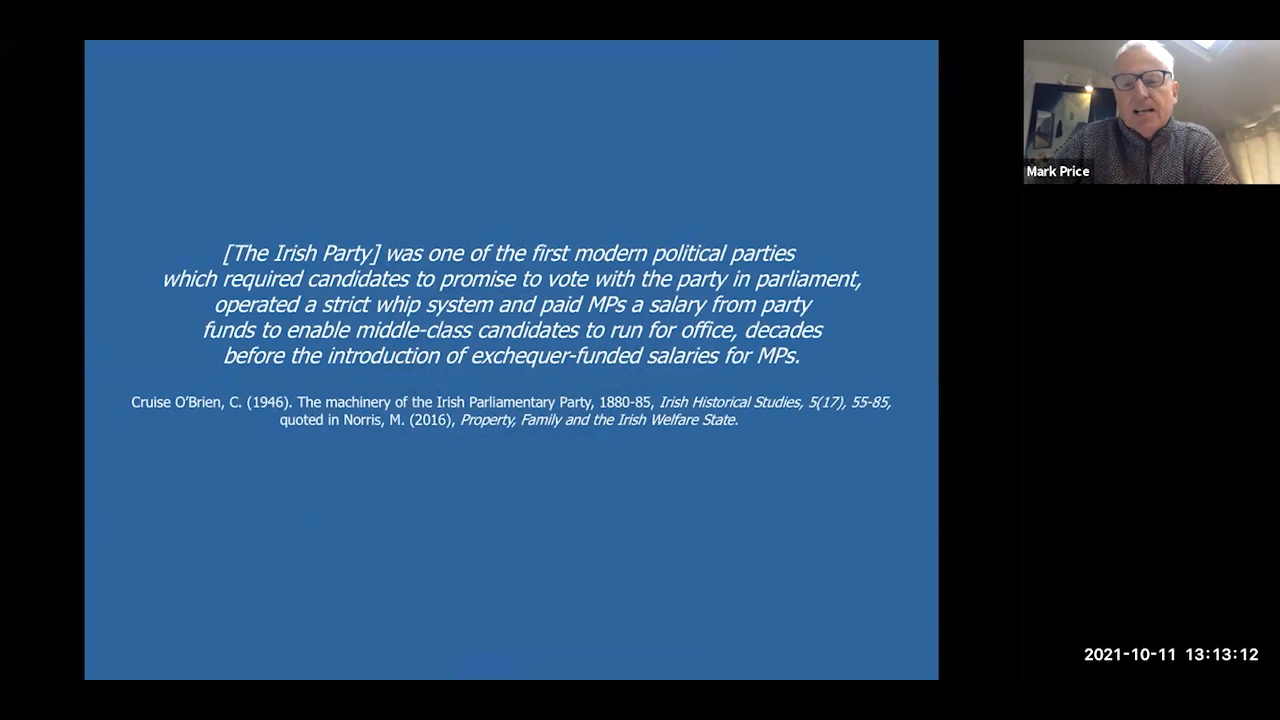 [The Irish Party] was one of the first modern political parties
which required candidates to promise to vote with the party in parliament,
operated a strict whip system and paid MPs a salary from party
funds to enable middle-class candidates to run for office, decades
before the introduction of exchequer-funded salaries for MPs.
Cruise O’Brien, C. (1946). The machinery of the Irish Parliamentary Party, 1880-85, Irish Historical Studies, 5(17), 55-85,
quoted in Norris, M. (2016), Property, Family and the Irish Welfare State.
Mark Price
2021-10-11 13:13:12